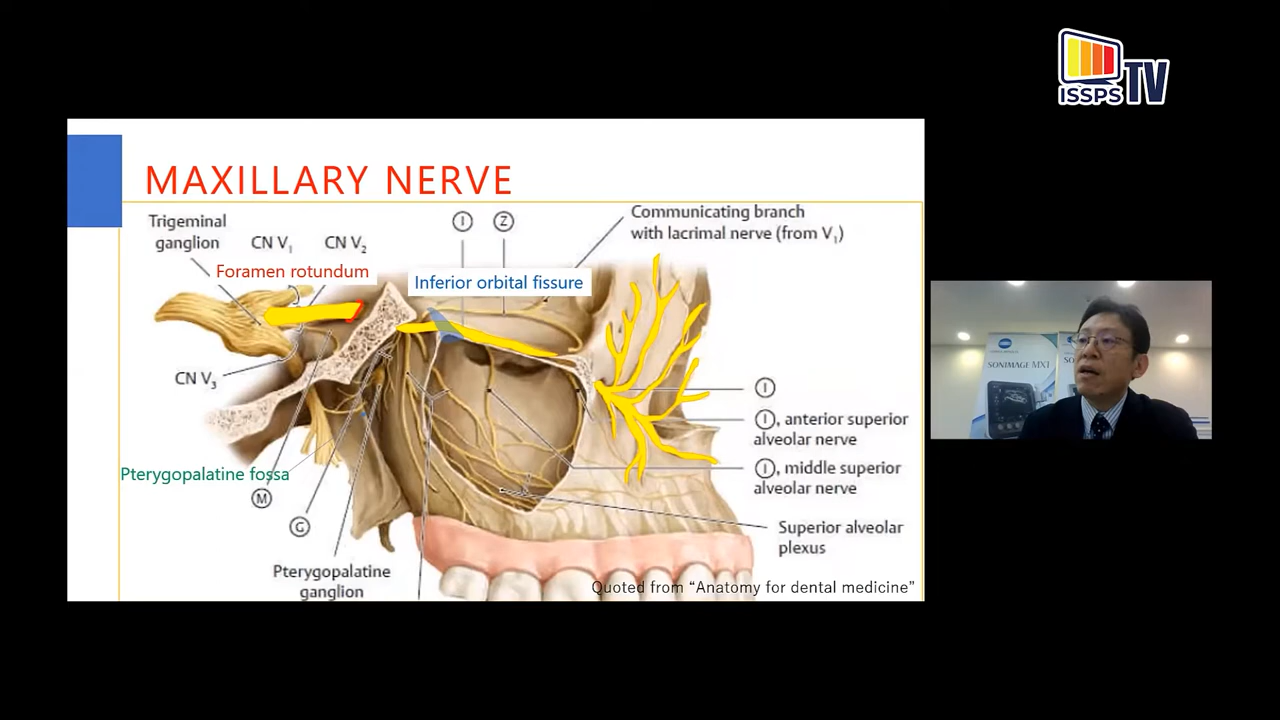 ISSPS TV
MAXILLARY NERVE
Trigeminal
ganglion
CN V₁
CN V₂
Foramen rotundum
I
Z
Inferior orbital fissure
Communicating branch
with lacrimal nerve (from V₁)
CN V₃
I
I, anterior superior
alveolar nerve
I, middle superior
alveolar nerve
Superior alveolar
plexus
Pterygopalatine fossa
M
G
Pterygopalatine
ganglion
Quoted from “Anatomy for dental medicine”
SONIMAGE MX1